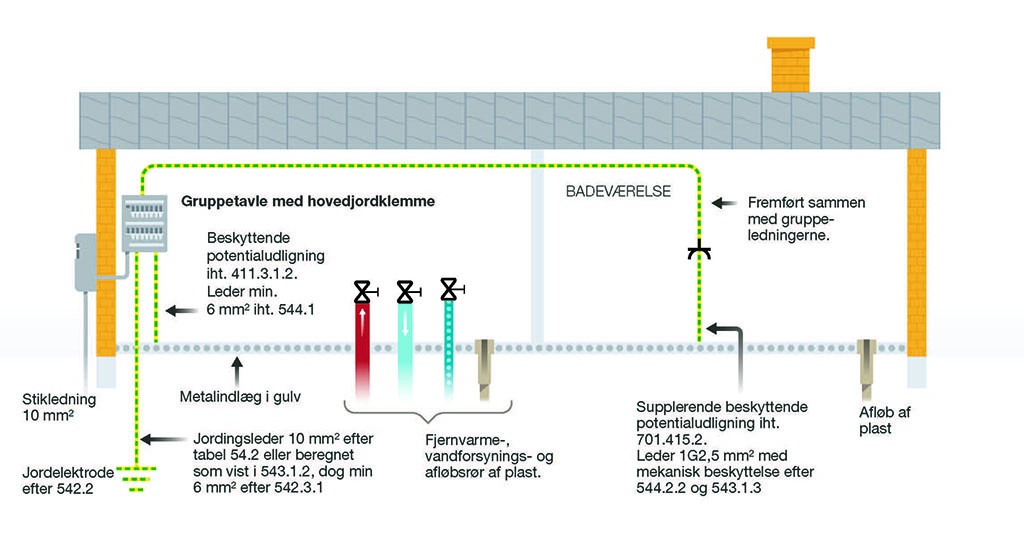 BADEVÆRELSE
Gruppetavle med hovedjordklemme
Fremført sammen
med gruppe-
ledningerne.
Beskyttende
potentialudligning
iht. 411.3.1.2.
Leder min.
6 mm² iht. 544.1
Stikledning
10 mm²
Metalindlæg i gulv
Jordingsleder 10 mm² efter
tabel 54.2 eller beregnet
som vist i 543.1.2, dog min
6 mm² efter 542.3.1
Jordelektrode
efter 542.2
Fjernvarme-,
vandforsynings- og
afløbsrør af plast.
Supplerende beskyttende
potentialudligning iht.
701.415.2.
Leder 1G2,5 mm² med
mekanisk beskyttelse efter
544.2.2 og 543.1.3
Afløb af
plast